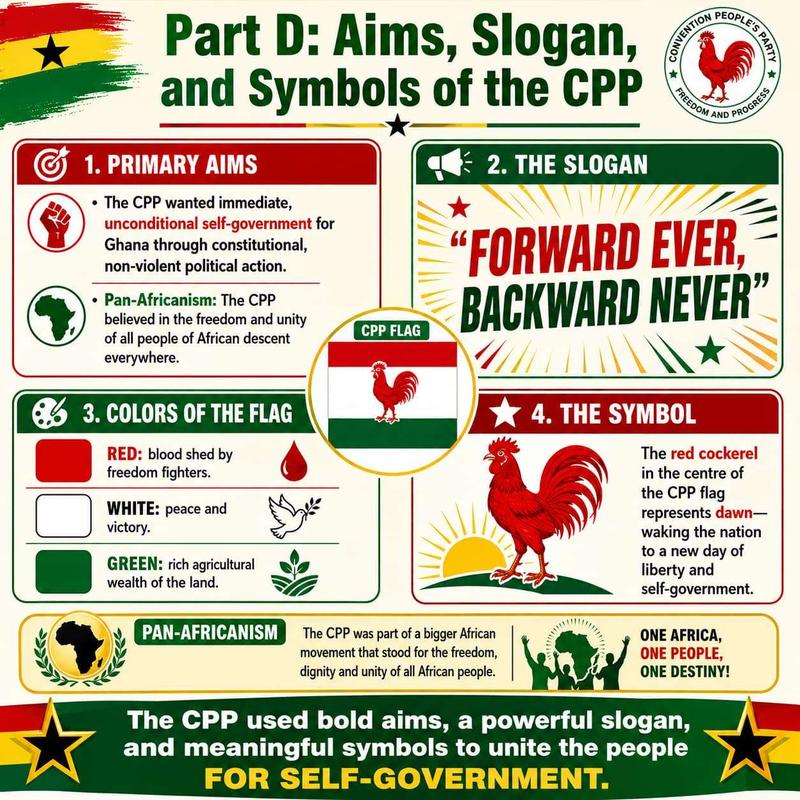 Part D: Aims, Slogan,
and Symbols of the CPP
CONVENTION PEOPLE'S PARTY
FREEDOM AND PROGRESS
1. PRIMARY AIMS
• The CPP wanted immediate,
unconditional self-government for
Ghana through constitutional,
non-violent political action.
• Pan-Africanism: The CPP
believed in the freedom and unity
of all people of African descent
everywhere.
2. THE SLOGAN
“FORWARD EVER,
BACKWARD NEVER”
CPP FLAG
3. COLORS OF THE FLAG
RED: blood shed by
freedom fighters.
WHITE: peace and
victory.
GREEN: rich agricultural
wealth of the land.
4. THE SYMBOL
The red cockerel
in the centre of
the CPP flag
represents dawn—
waking the nation
to a new day of
liberty and
self-government.
PAN-AFRICANISM
The CPP was part of a bigger African
movement that stood for the freedom,
dignity and unity of all African people.
ONE AFRICA,
ONE PEOPLE,
ONE DESTINY!
The CPP used bold aims, a powerful slogan,
and meaningful symbols to unite the people
FOR SELF-GOVERNMENT.